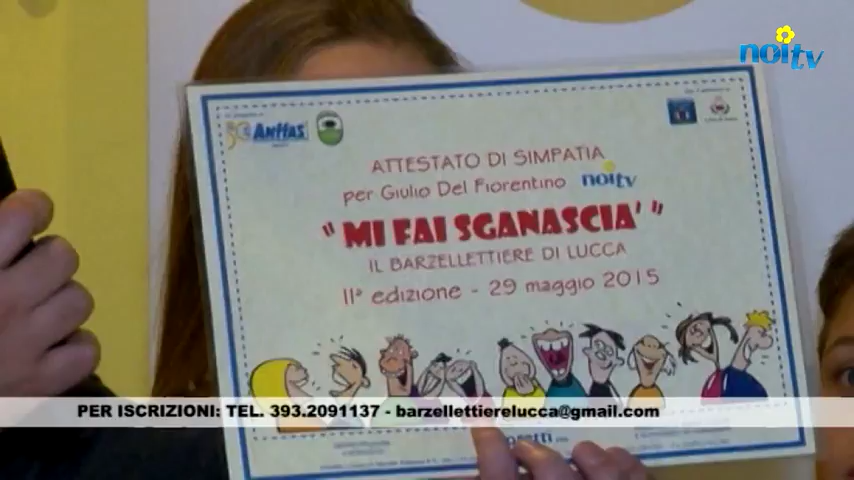 noitv
Anffas
ATTESTATO DI SIMPATIA
per Giulio Del Fiorentino noitv
"MI FAI SGANASCIA'"
IL BARZELLETTIERE DI LUCCA
IIª edizione - 29 maggio 2015
PER ISCRIZIONI: TEL. 393.2091137 - barzellettierelucca@gmail.com